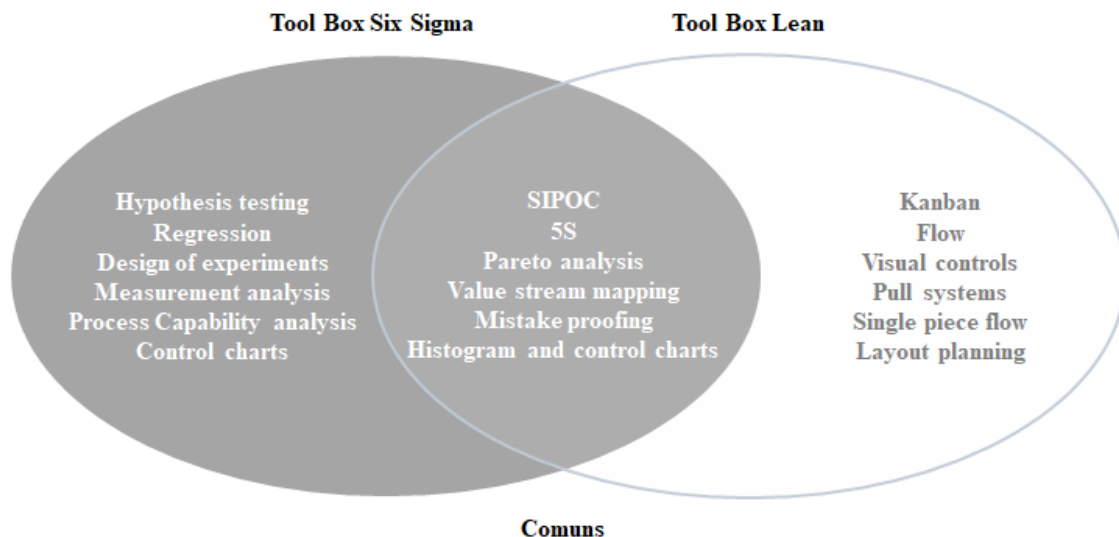 Tool Box Six Sigma
Tool Box Lean
Hypothesis testing
Regression
Design of experiments
Measurement analysis
Process Capability analysis
Control charts
SIPOC
5S
Pareto analysis
Value stream mapping
Mistake proofing
Histogram and control charts
Kanban
Flow
Visual controls
Pull systems
Single piece flow
Layout planning
Comuns